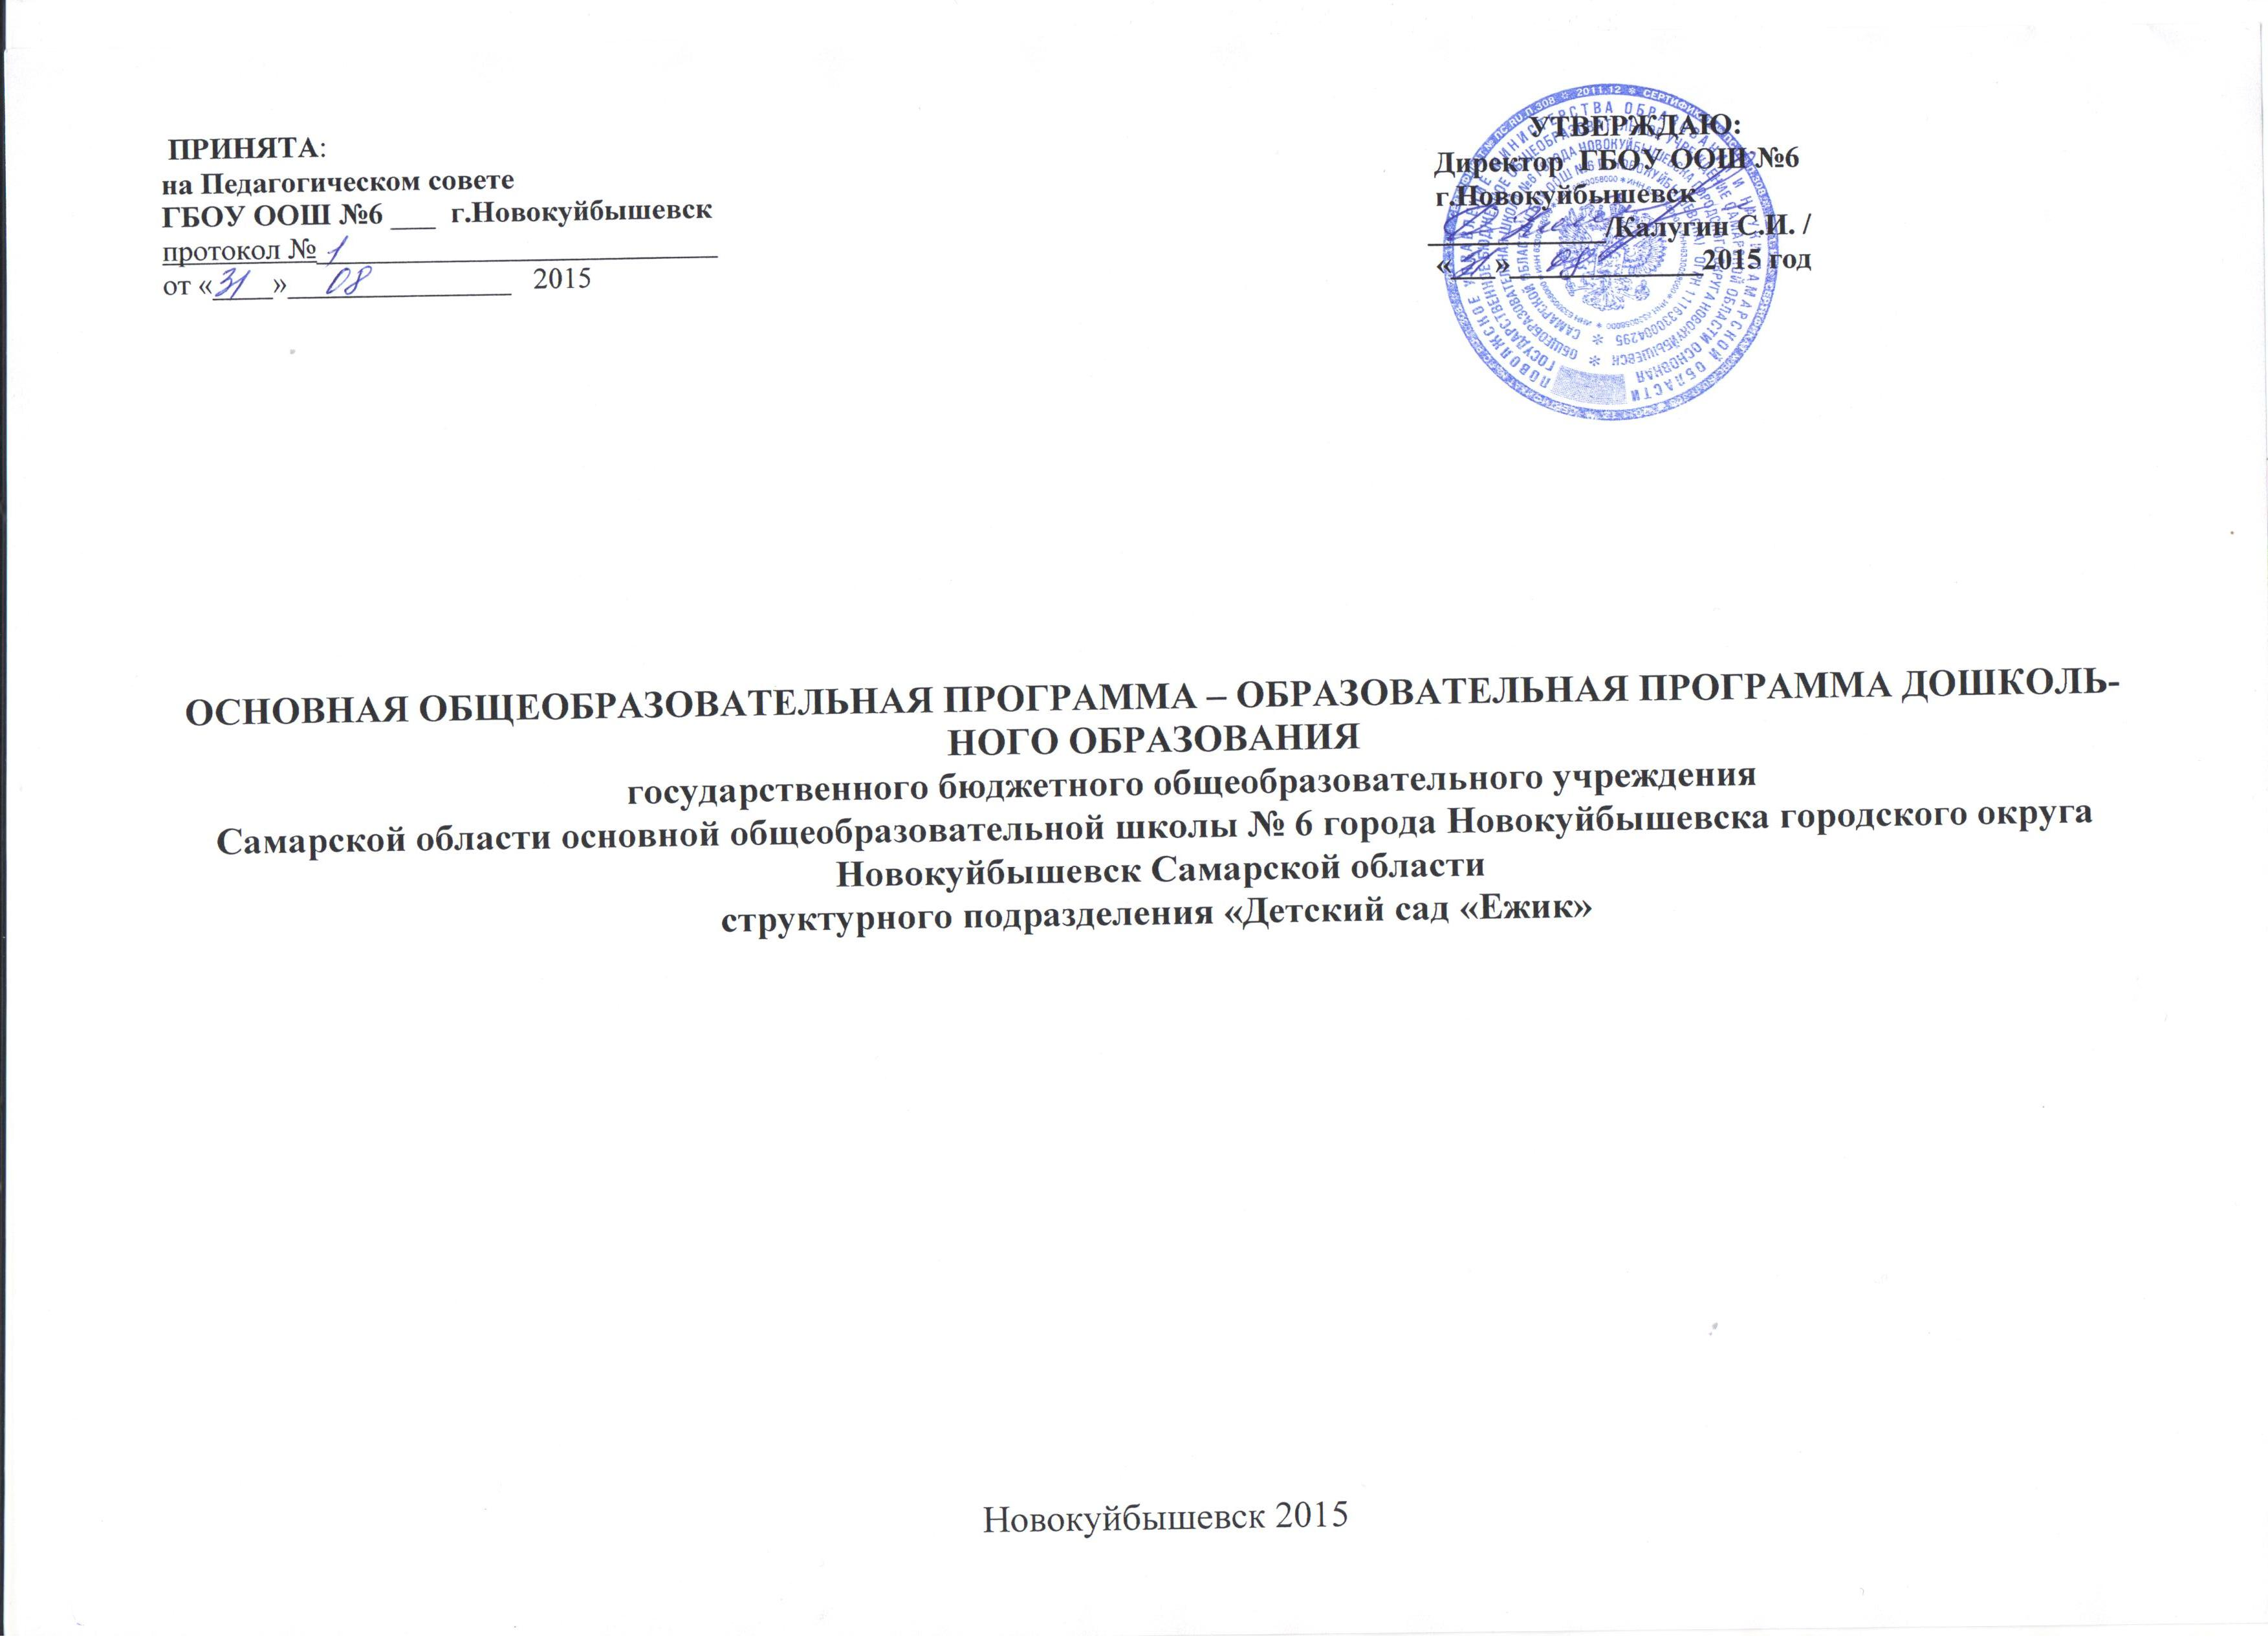 ПРИНЯТА:
на Педагогическом совете
ГБОУ ООШ №6 ___ г.Новокуйбышевск
протокол № 1
от «31» 08 2015
УТВЕРЖДАЮ:
Директор ГБОУ ООШ №6
г.Новокуйбышевск
/Калугин С.И. /
«31» 08 2015 год
ОСНОВНАЯ ОБЩЕОБРАЗОВАТЕЛЬНАЯ ПРОГРАММА – ОБРАЗОВАТЕЛЬНАЯ ПРОГРАММА ДОШКОЛЬ-
НОГО ОБРАЗОВАНИЯ
государственного бюджетного общеобразовательного учреждения
Самарской области основной общеобразовательной школы № 6 города Новокуйбышевска городского округа
Новокуйбышевск Самарской области
структурного подразделения «Детский сад «Ежик»
Новокуйбышевск 2015